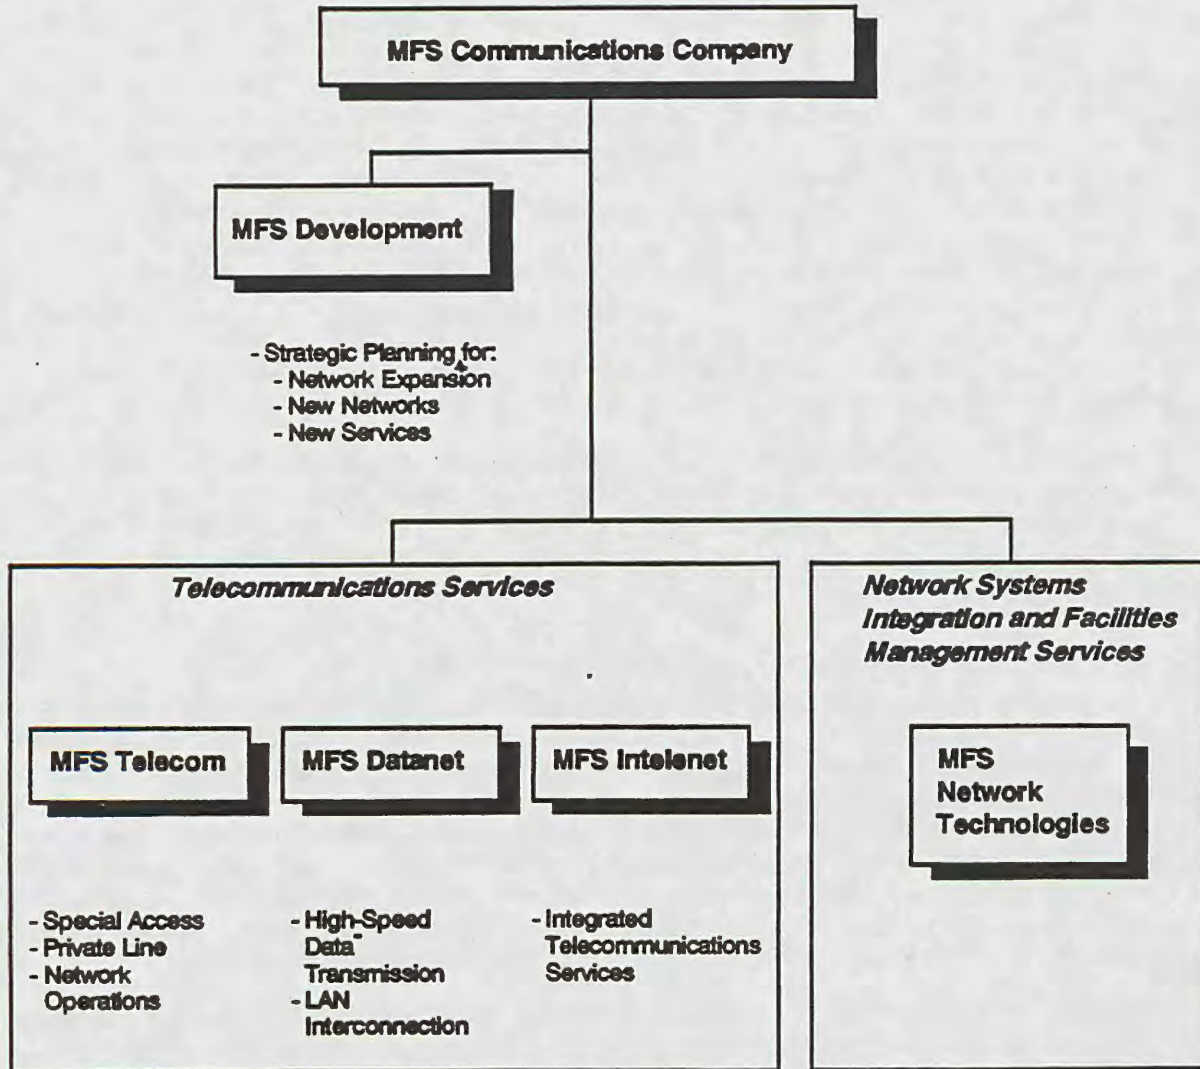 MFS Communications Company
MFS Development
- Strategic Planning for:
- Network Expansion
- New Networks
- New Services
Telecommunications Services
MFS Telecom
- Special Access
- Private Line
- Network
Operations
MFS Datanet
- High-Speed
Data
Transmission
- LAN
Interconnection
MFS Intelenet
- Integrated
Telecommunications
Services
Network Systems
Integration and Facilities
Management Services
MFS
Network
Technologies